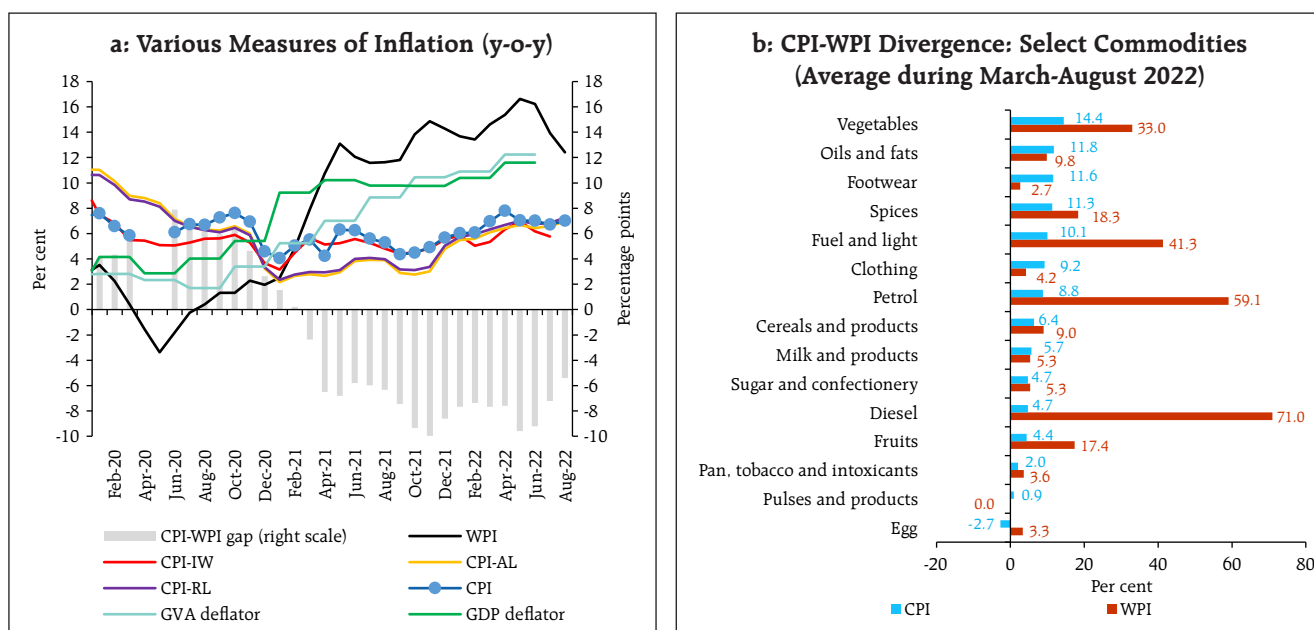 a: Various Measures of Inflation (y-o-y)
18 18
16 16
14 14
12 12
10 10
8 8
6 6
4 4
2 2
0 0
-2 -2
-4 -4
-6 -6
-8 -8
-10 -10
Per cent
Percentage points
Feb-20
Apr-20
Jun-20
Aug-20
Oct-20
Dec-20
Feb-21
Apr-21
Jun-21
Aug-21
Oct-21
Dec-21
Feb-22
Apr-22
Jun-22
Aug-22
CPI-WPI gap (right scale) WPI
CPI-IW CPI-AL
CPI-RL CPI
GVA deflator GDP deflator
b: CPI-WPI Divergence: Select Commodities
(Average during March-August 2022)
Vegetables 14.4 33.0
Oils and fats 11.8 9.8
Footwear 11.6 2.7
Spices 11.3 18.3
Fuel and light 10.1 41.3
Clothing 9.2 4.2
Petrol 8.8 59.1
Cereals and products 6.4 9.0
Milk and products 5.7 5.3
Sugar and confectionery 4.7 5.3
Diesel 4.7 71.0
Fruits 4.4 17.4
Pan, tobacco and intoxicants 2.0 3.6
Pulses and products 0.9 0.0
Egg -2.7 3.3
-20 0 20 40 60 80
Per cent
CPI WPI